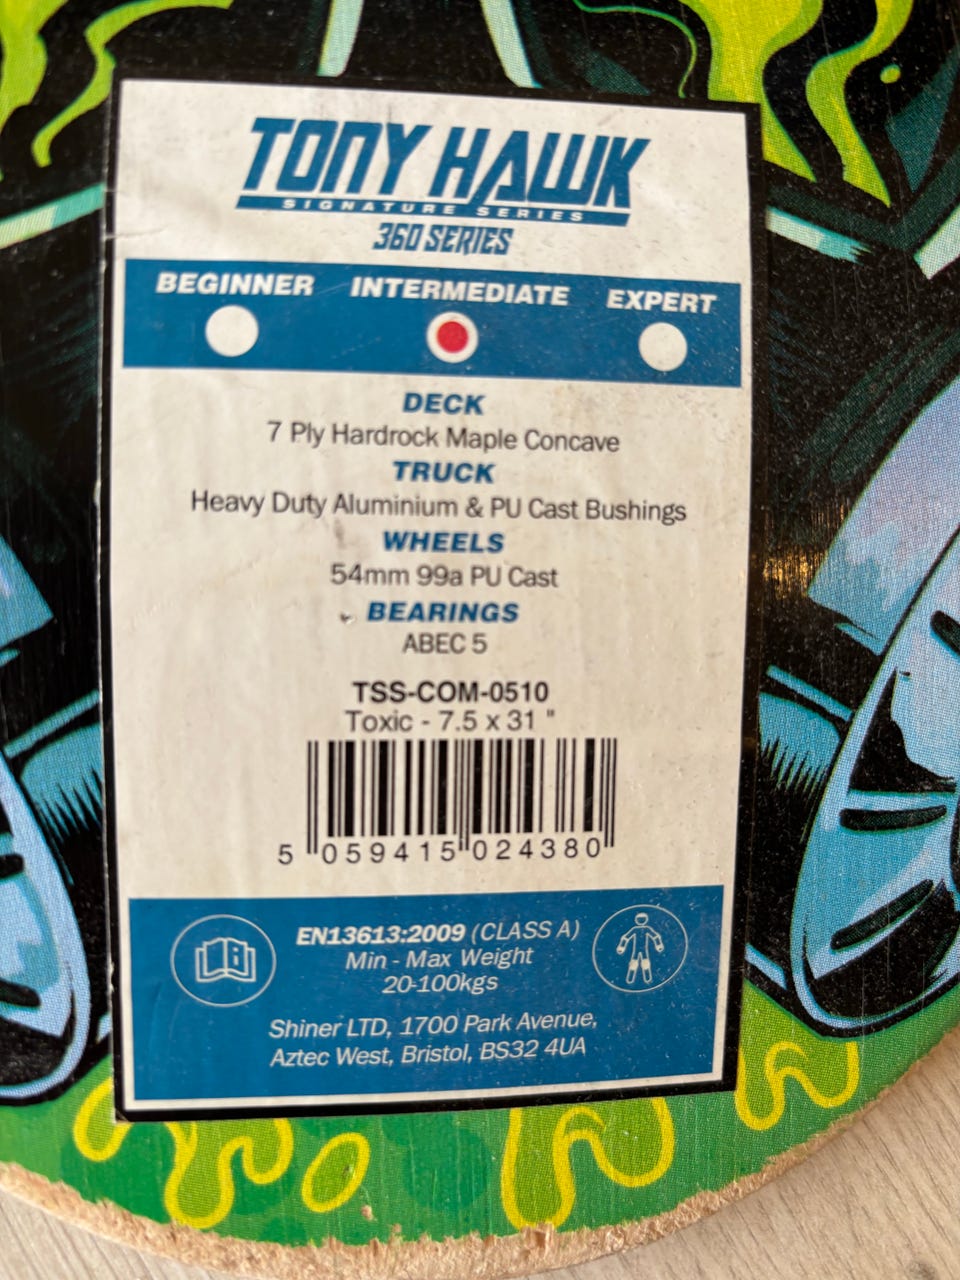 TONY HAWK
SIGNATURE SERIES
360 SERIES
BEGINNER INTERMEDIATE EXPERT
DECK
7 Ply Hardrock Maple Concave
TRUCK
Heavy Duty Aluminium & PU Cast Bushings
WHEELS
54mm 99a PU Cast
BEARINGS
ABEC 5
TSS-COM-0510
Toxic - 7.5 x 31 "
5 059415 024380
EN13613:2009 (CLASS A)
Min - Max Weight
20-100kgs
Shiner LTD, 1700 Park Avenue,
Aztec West, Bristol, BS32 4UA